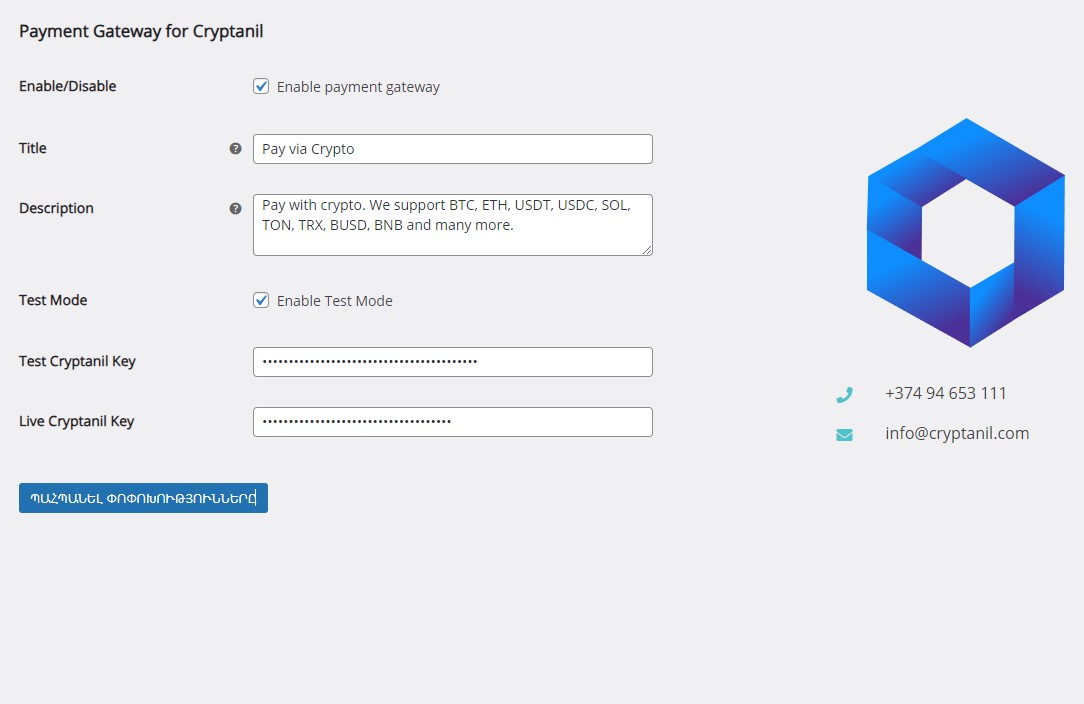 Payment Gateway for Cryptanil
Enable/Disable
Enable payment gateway
Title
Pay via Crypto
Description
Pay with crypto. We support BTC, ETH, USDT, USDC, SOL,
TON, TRX, BUSD, BNB and many more.
Test Mode
Enable Test Mode
Test Cryptanil Key
Live Cryptanil Key
ՊԱՀՊԱՆԵԼ ՓՈՓՈԽՈՒԹՅՈՒՆՆԵՐԸ
+374 94 653 111
info@cryptanil.com